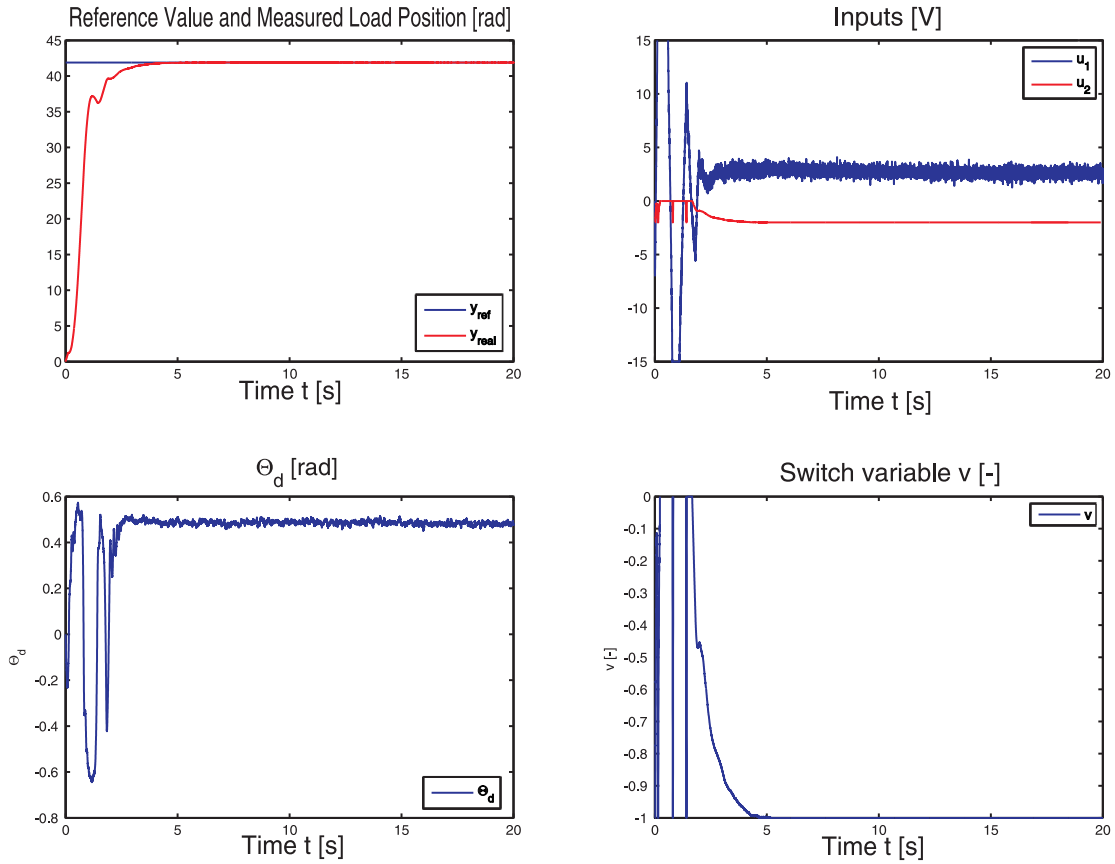 Reference Value and Measured Load Position [rad]
45
40
35
30
25
20
15
10
5
0
y_ref
y_real
0 5 10 15 20
Time t [s]
Inputs [V]
15
10
5
0
-5
-10
-15
u_1
u_2
0 5 10 15 20
Time t [s]
Θ_d [rad]
0.6
0.4
0.2
0
-0.2
-0.4
-0.6
-0.8
Θ_d
Θ_d
0 5 10 15 20
Time t [s]
Switch variable v [-]
0
-0.1
-0.2
-0.3
-0.4
-0.5
-0.6
-0.7
-0.8
-0.9
-1
v [-]
v
0 5 10 15 20
Time t [s]